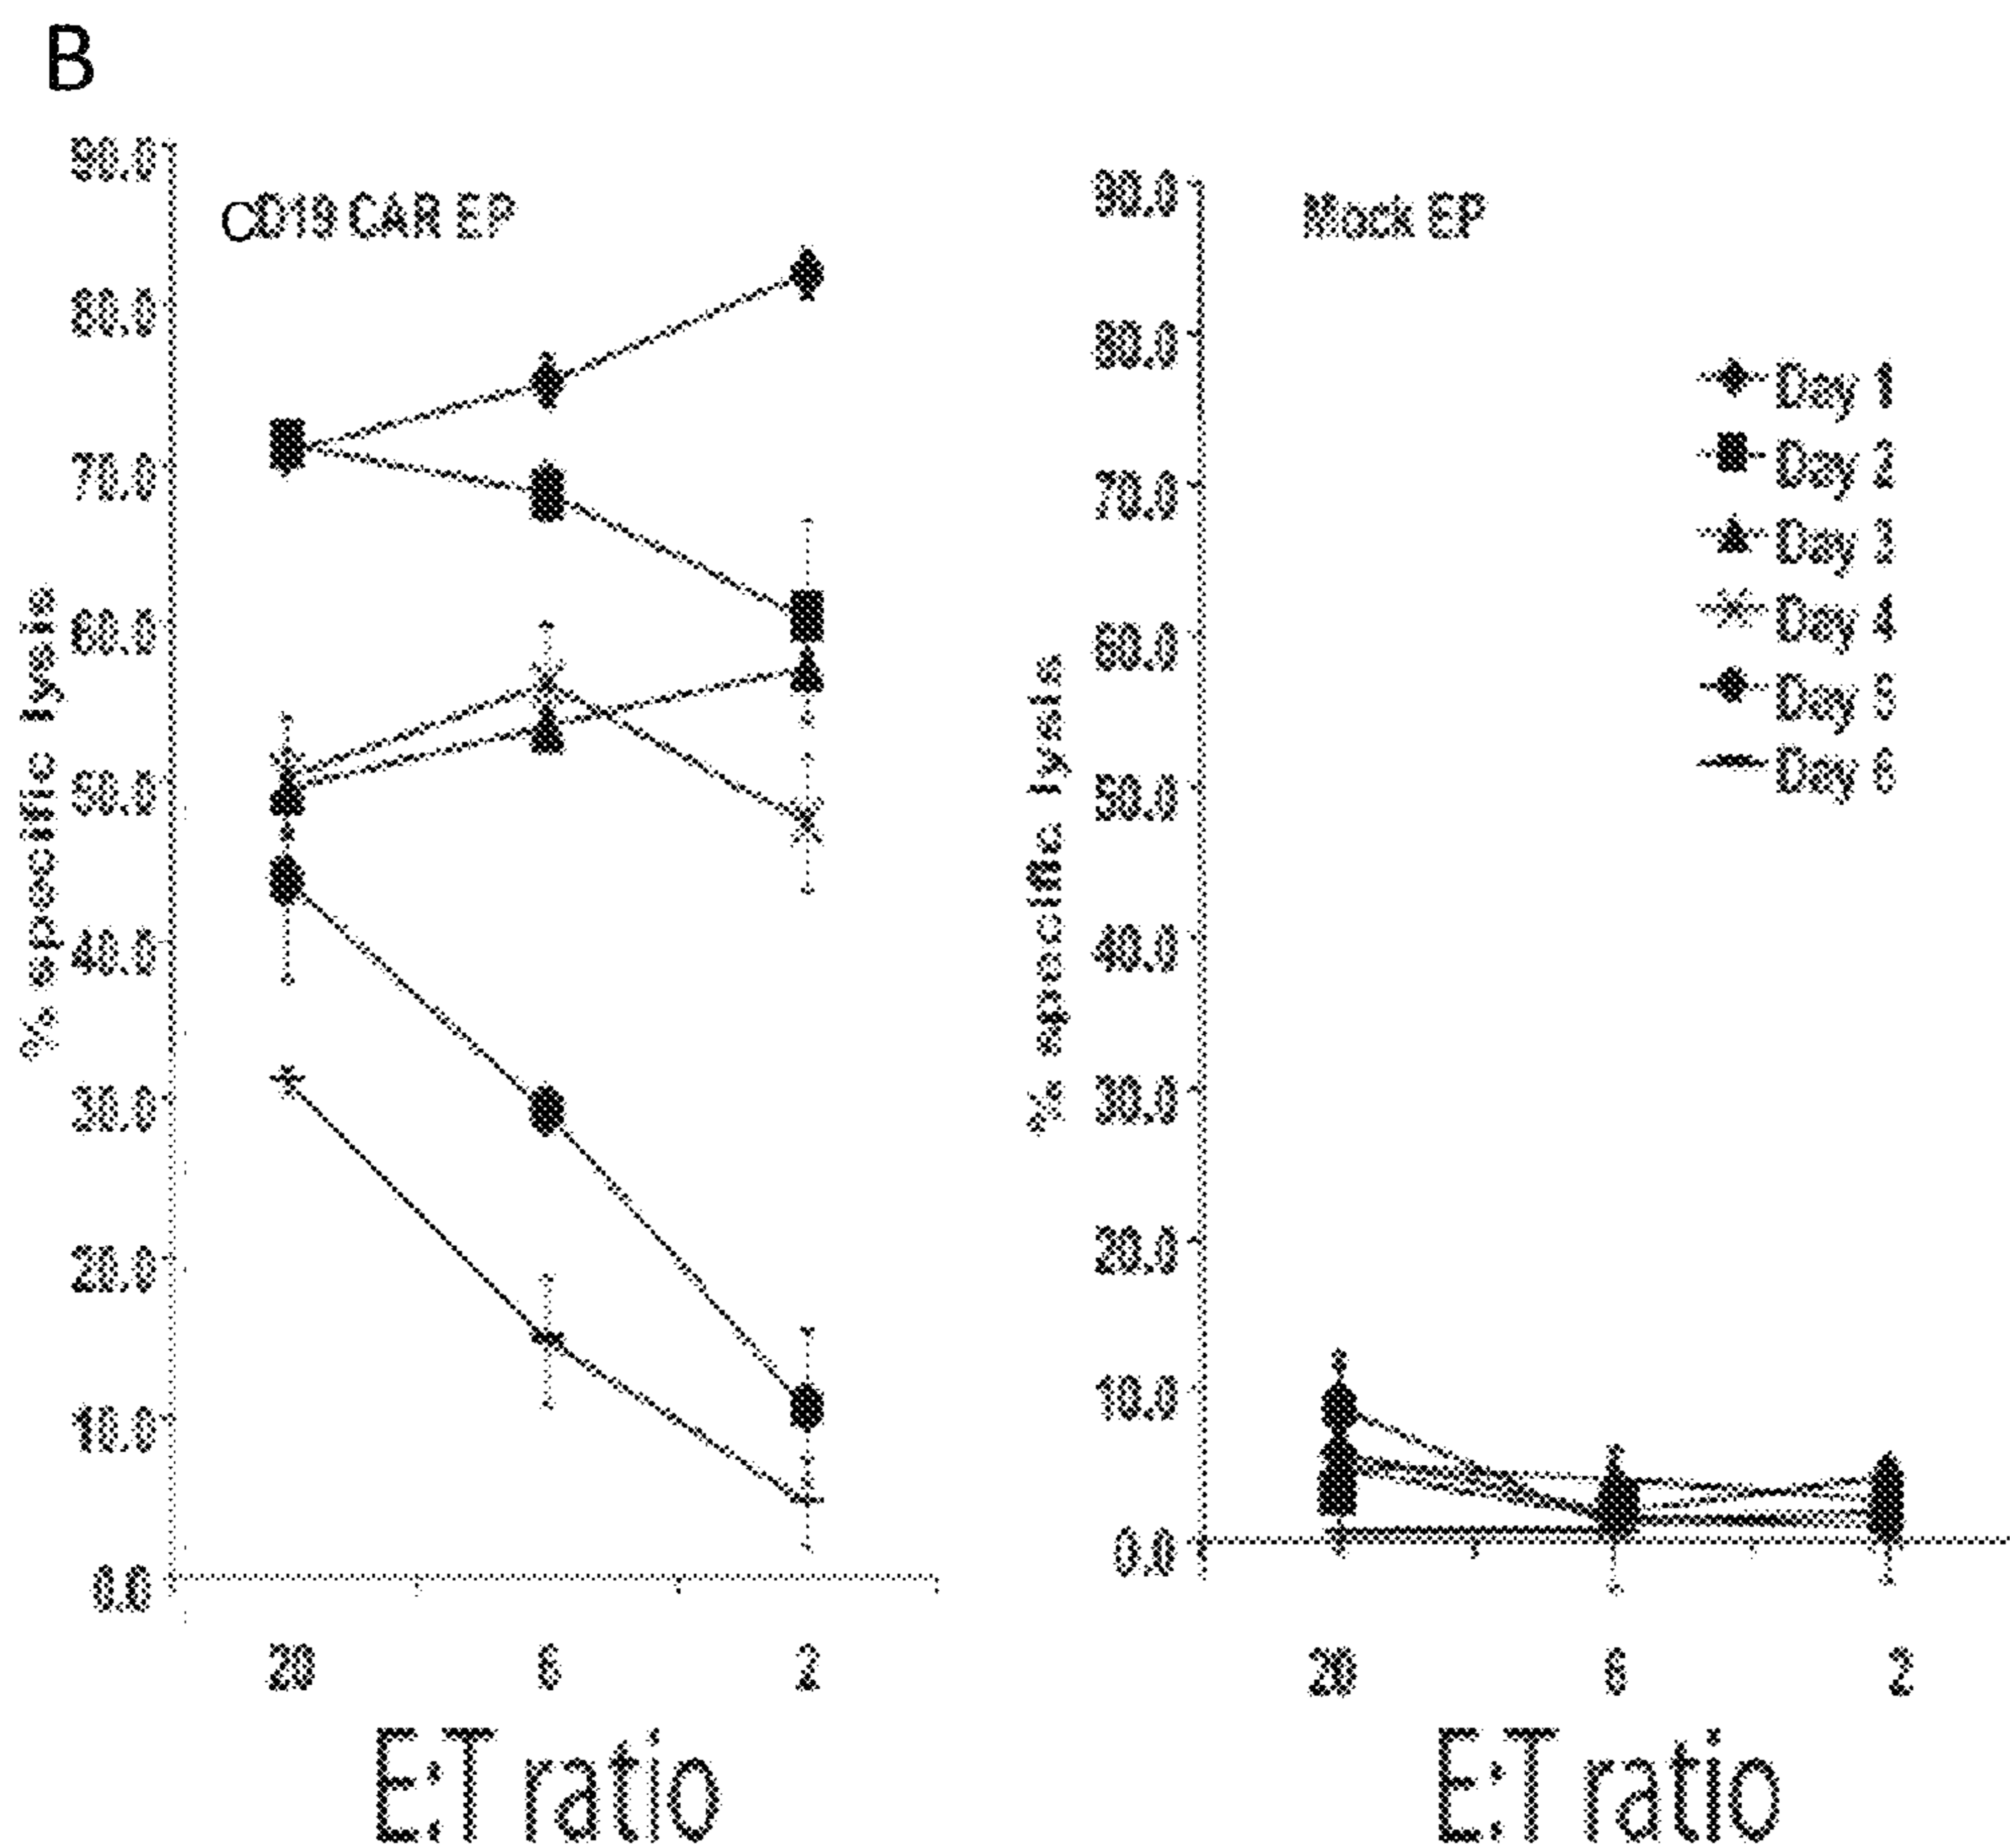 B
90.0
80.0
70.0
60.0
50.0
40.0
30.0
20.0
10.0
0.0
% specific lysis
CD19 CAR EP
20
6
2
E:T ratio
90.0
80.0
70.0
60.0
50.0
40.0
30.0
20.0
10.0
0.0
% specific lysis
Mock EP
Day 1
Day 2
Day 3
Day 4
Day 5
Day 6
20
6
2
E:T ratio